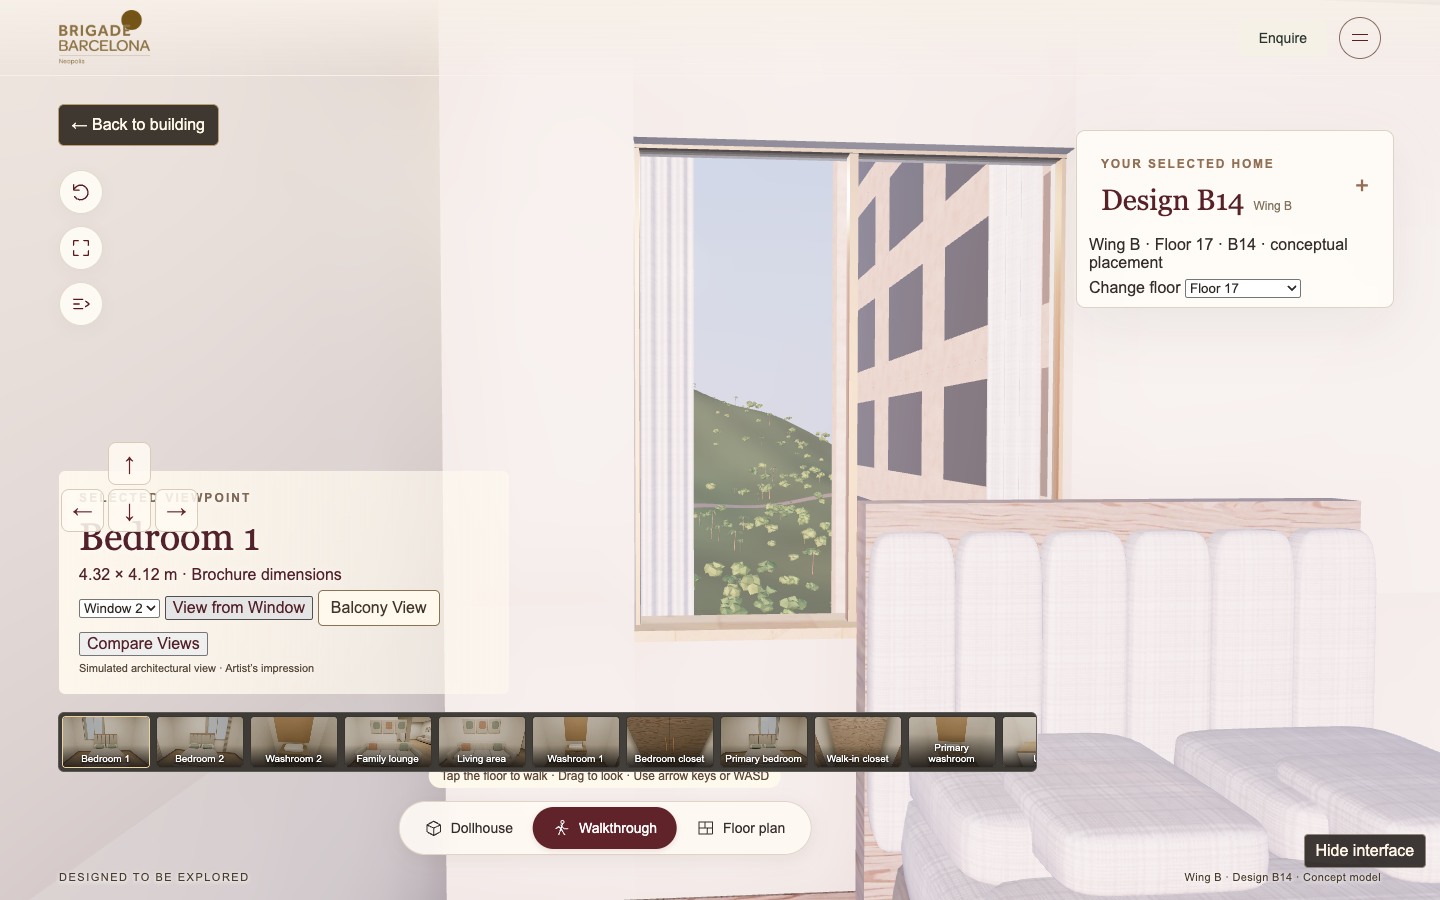 BRIGADE
BARCELONA
Neopolis
Enquire
← Back to building
YOUR SELECTED HOME
Design B14 Wing B
+
Wing B · Floor 17 · B14 · conceptual
placement
Change floor Floor 17
↑
← ↓ →
SELECTED VIEWPOINT
Bedroom 1
4.32 × 4.12 m · Brochure dimensions
Window 2 View from Window Balcony View
Compare Views
Simulated architectural view · Artist's impression
Bedroom 1 Bedroom 2 Washroom 2 Family lounge Living area Washroom 1 Bedroom closet Primary bedroom Walk-in closet Primary washroom
Tap the floor to walk · Drag to look · Use arrow keys or WASD
Dollhouse Walkthrough Floor plan
Hide interface
DESIGNED TO BE EXPLORED
Wing B · Design B14 · Concept model